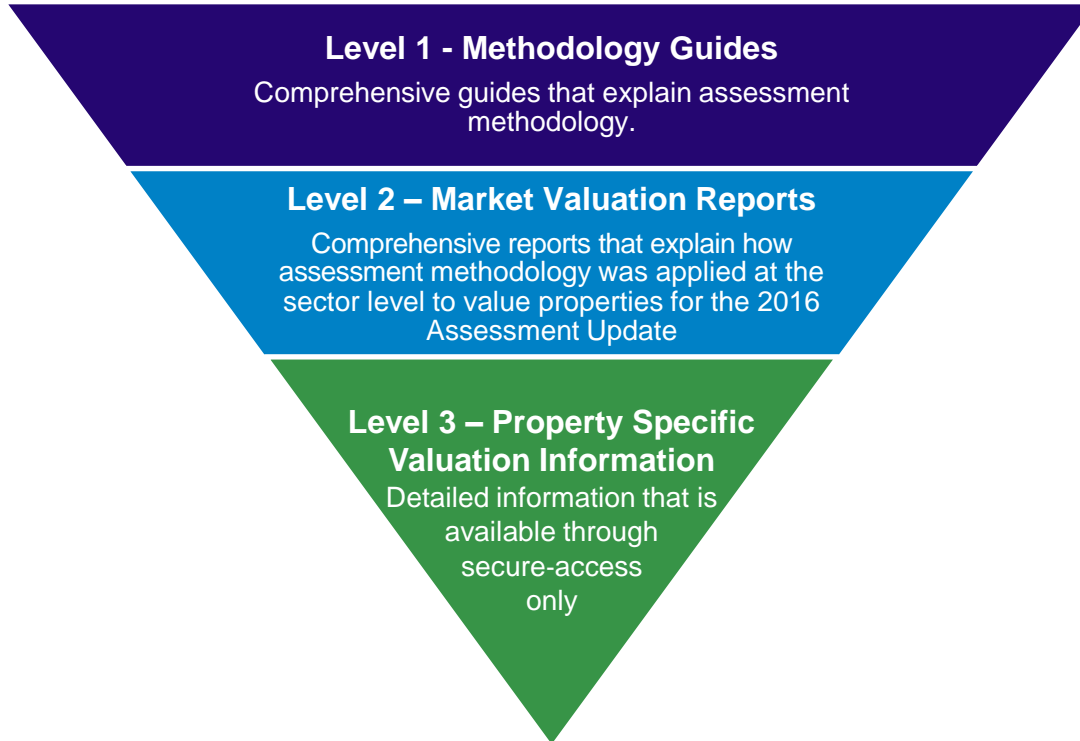 Level 1 - Methodology Guides
Comprehensive guides that explain assessment
methodology.
Level 2 – Market Valuation Reports
Comprehensive reports that explain how
assessment methodology was applied at the
sector level to value properties for the 2016
Assessment Update
Level 3 – Property Specific
Valuation Information
Detailed information that is
available through
secure-access
only